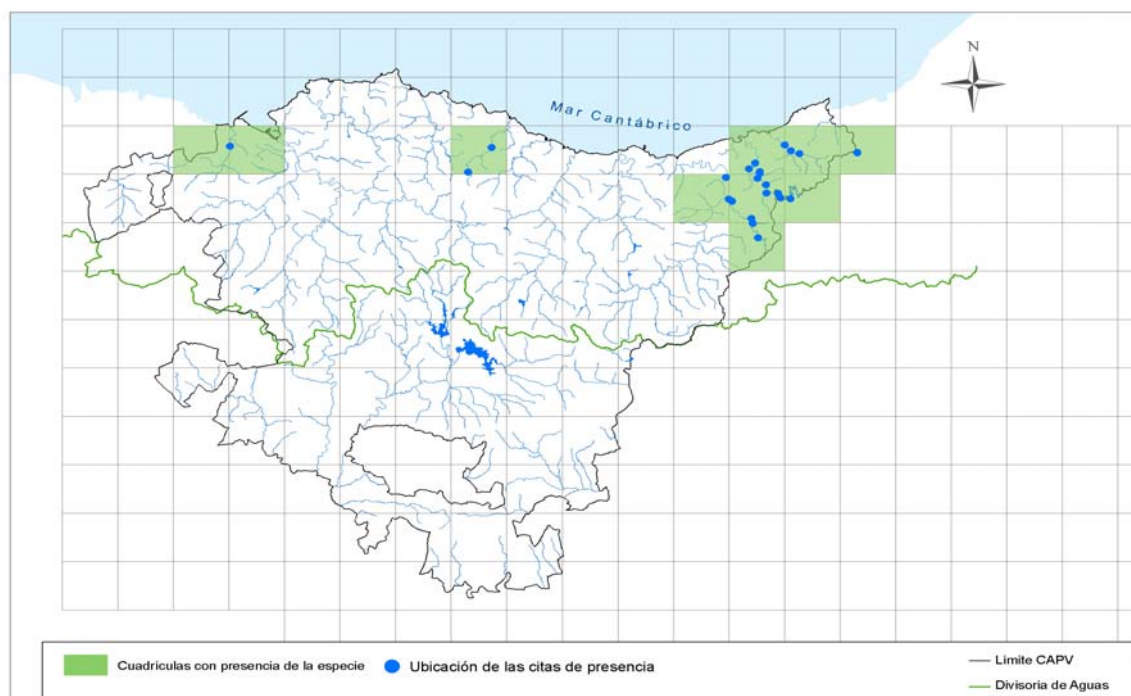 N
Mar Cantábrico
Cuadrículas con presencia de la especie
Ubicación de las citas de presencia
Límite CAPV
Divisoria de Aguas